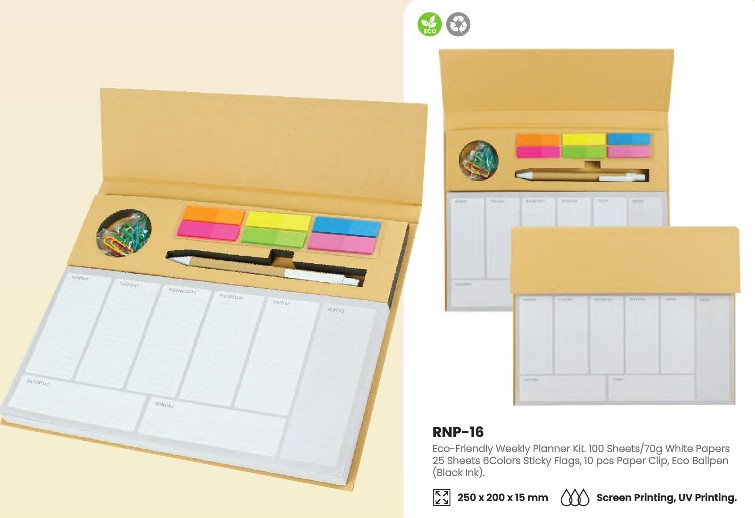 ECO
MONDAY
TUESDAY
WEDNESDAY
THURSDAY
FRIDAY
NOTES
SATURDAY
SUNDAY
RNP-16
Eco-Friendly Weekly Planner Kit. 100 Sheets/70g White Papers
25 Sheets 6Colors Sticky Flags, 10 pcs Paper Clip, Eco Ballpen
(Black Ink).
250 x 200 x 15 mm
Screen Printing, UV Printing.